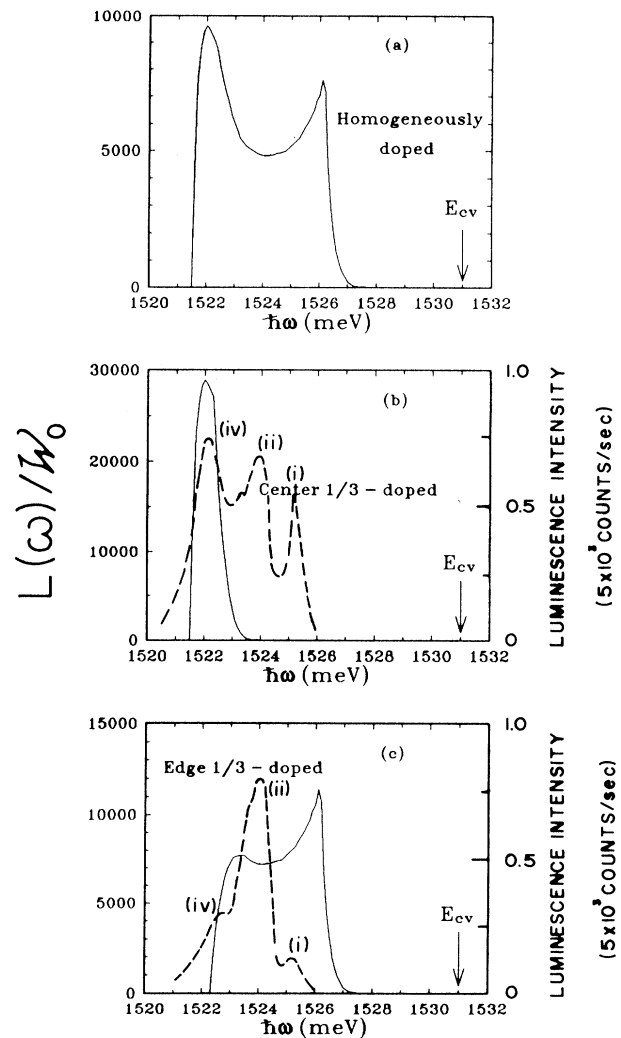 10000
(a)
Homogeneously
doped
5000
E_cv
0
1520 1522 1524 1526 1528 1530 1532
ħω (meV)
L(ω)/W₀
30000
1.0
(b)
(iv)
(ii)
(i)
20000
Center 1/3 – doped
0.5
10000
E_cv
0
0
1520 1522 1524 1526 1528 1530 1532
ħω (meV)
LUMINESCENCE INTENSITY
(5x10³ COUNTS/sec)
15000
1.0
(c)
Edge 1/3 – doped
(ii)
10000
0.5
(iv)
5000
(i)
E_cv
0
0
1520 1522 1524 1526 1528 1530 1532
ħω (meV)
LUMINESCENCE INTENSITY
(5x10³ COUNTS/sec)